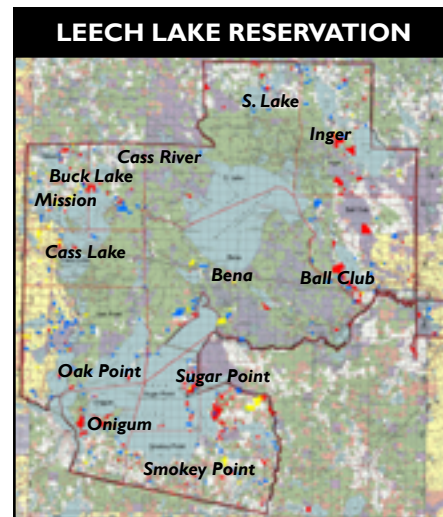 LEECH LAKE RESERVATION
S. Lake
Inger
Cass River
Buck Lake
Mission
Cass Lake
Bena
Ball Club
Oak Point
Sugar Point
Onigum
Smokey Point